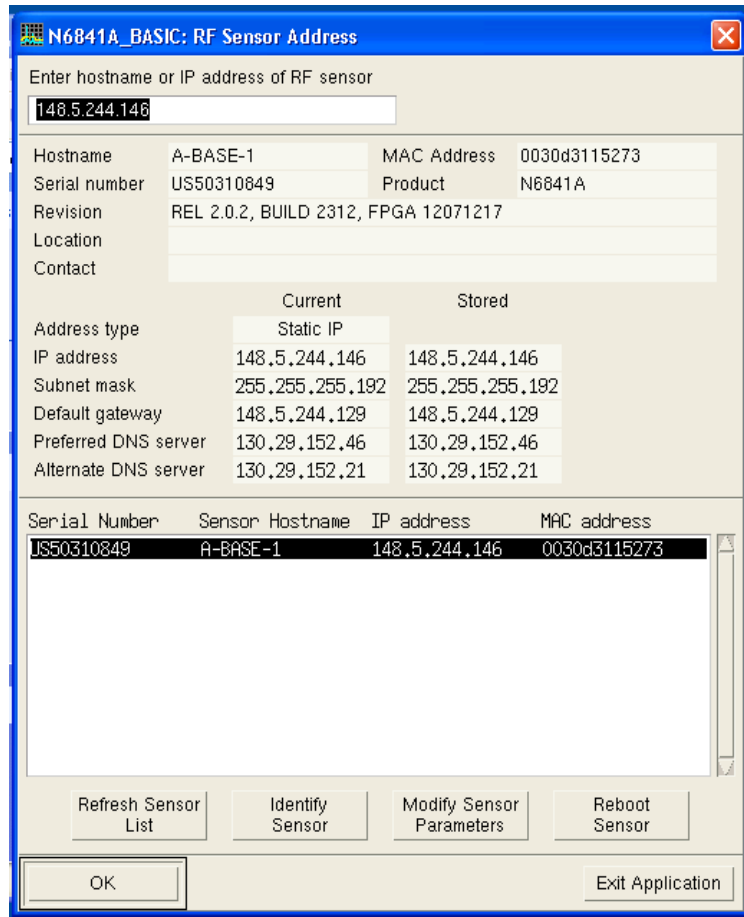 N6841A_BASIC: RF Sensor Address
Enter hostname or IP address of RF sensor
148.5.244.146
Hostname A-BASE-1 MAC Address 0030d3115273
Serial number US50310849 Product N6841A
Revision REL 2.0.2, BUILD 2312, FPGA 12071217
Location
Contact
Current Stored
Address type Static IP
IP address 148.5.244.146 148.5.244.146
Subnet mask 255.255.255.192 255.255.255.192
Default gateway 148.5.244.129 148.5.244.129
Preferred DNS server 130.29.152.46 130.29.152.46
Alternate DNS server 130.29.152.21 130.29.152.21
Serial Number Sensor Hostname IP address MAC address
US50310849 A-BASE-1 148.5.244.146 0030d3115273
Refresh Sensor List
Identify Sensor
Modify Sensor Parameters
Reboot Sensor
OK Exit Application